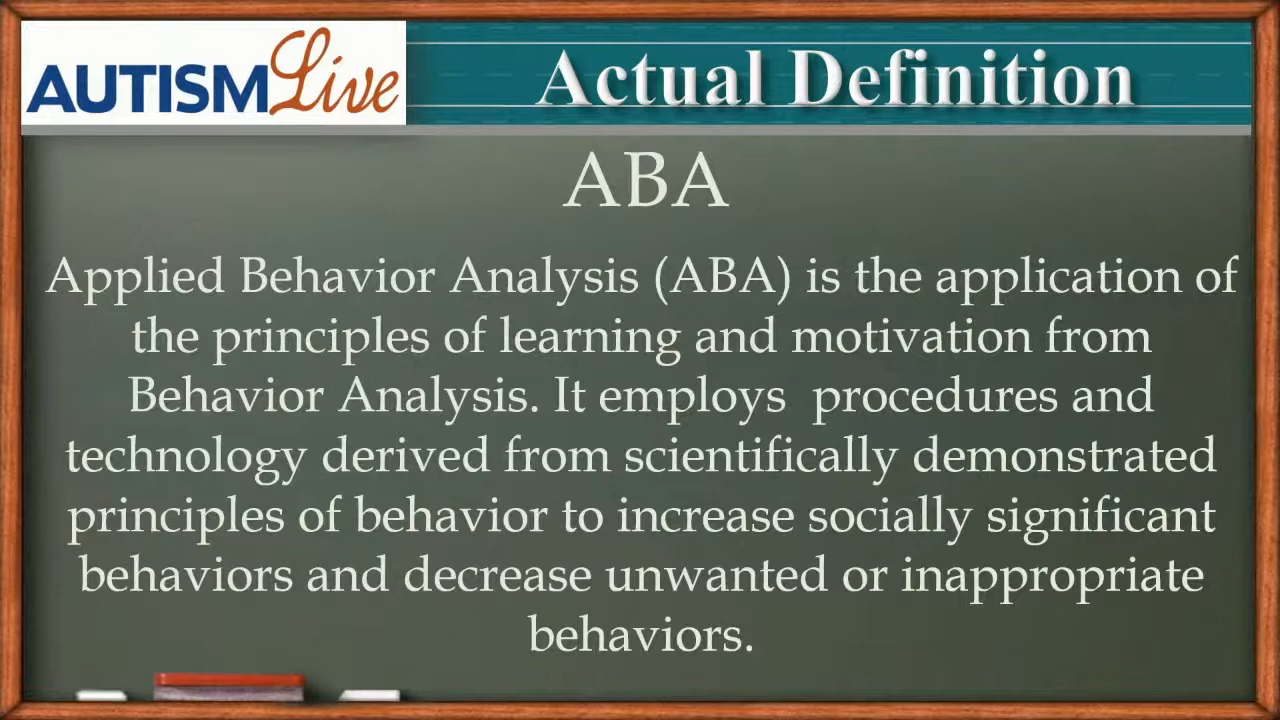 AUTISM Live
Actual Definition
ABA
Applied Behavior Analysis (ABA) is the application of
the principles of learning and motivation from
Behavior Analysis. It employs  procedures and
technology derived from scientifically demonstrated
principles of behavior to increase socially significant
behaviors and decrease unwanted or inappropriate
behaviors.